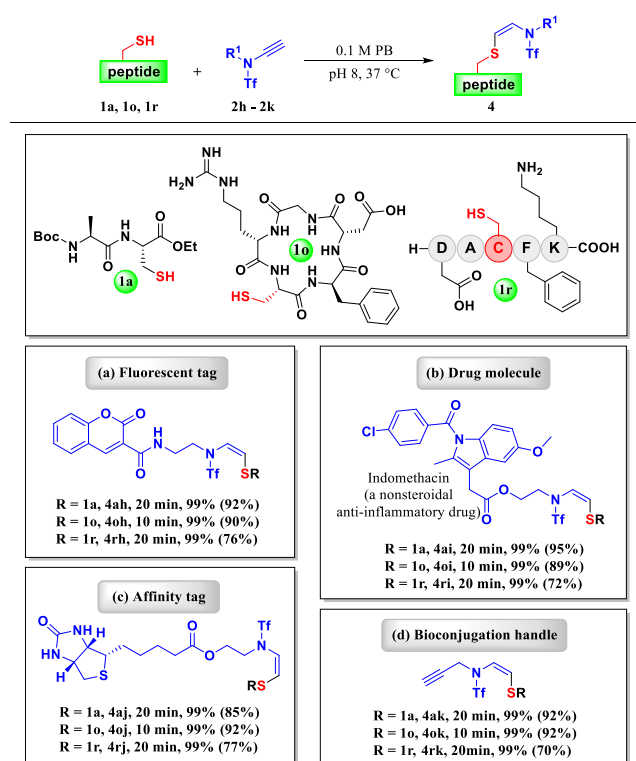 SH
peptide
1a, 1o, 1r
+
R¹
N
Tf
2h - 2k
0.1 M PB
pH 8, 37 °C
R¹
N
S
Tf
peptide
4
NH
H₂N
N
H
O
H
N
O
OH
NH
HN
O
1o
O
NH
HN
O
HS
O
Boc
N
H
O
H
N
O
OEt
SH
1a
NH₂
HS
H
D
A
C
F
K
COOH
O
OH
1r
(a) Fluorescent tag
O
O
H
N
O
N
Tf
SR
R = 1a, 4ah, 20 min, 99% (92%)
R = 1o, 4oh, 10 min, 99% (90%)
R = 1r, 4rh, 20 min, 99% (76%)
(b) Drug molecule
O
Cl
N
O
Indomethacin
(a nonsteroidal
anti-inflammatory drug)
O
O
N
Tf
SR
R = 1a, 4ai, 20 min, 99% (95%)
R = 1o, 4oi, 10 min, 99% (89%)
R = 1r, 4ri, 20 min, 99% (72%)
(c) Affinity tag
O
HN
NH
H
H
S
O
O
Tf
N
RS
R = 1a, 4aj, 20 min, 99% (85%)
R = 1o, 4oj, 10 min, 99% (92%)
R = 1r, 4rj, 20 min, 99% (77%)
(d) Bioconjugation handle
N
Tf
SR
R = 1a, 4ak, 20 min, 99% (92%)
R = 1o, 4ok, 10 min, 99% (92%)
R = 1r, 4rk, 20min, 99% (70%)